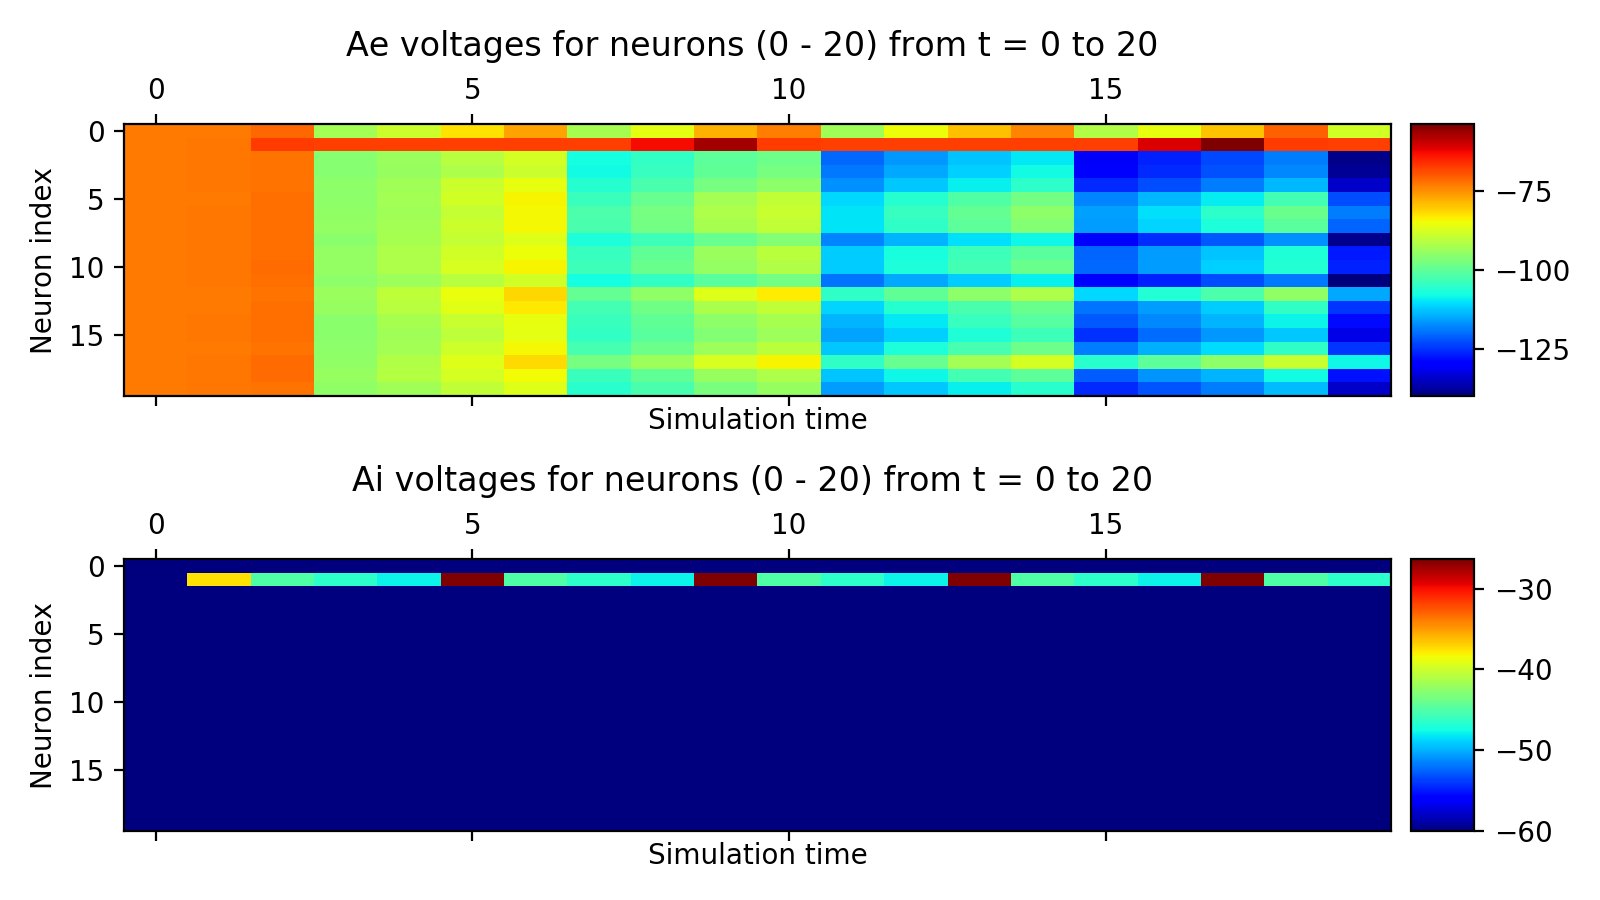 Ae voltages for neurons (0 - 20) from t = 0 to 20
0 5 10 15
Neuron index
0
5
10
15
−75
−100
−125
Simulation time
Ai voltages for neurons (0 - 20) from t = 0 to 20
0 5 10 15
Neuron index
0
5
10
15
−30
−40
−50
−60
Simulation time